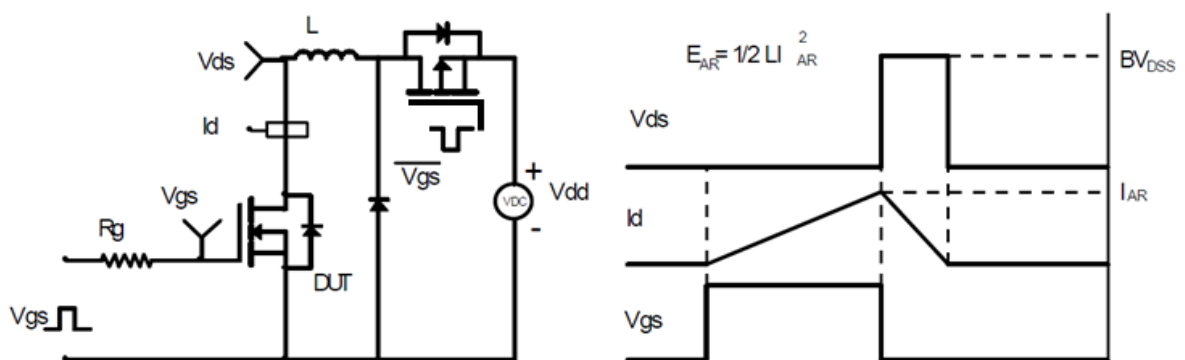 L
Vds
Id
Vgs
Vgs
Rg
DUT
Vgs
+
VDC
Vdd
-
E_AR= 1/2 LI²_AR
BV_DSS
Vds
I_AR
Id
Vgs